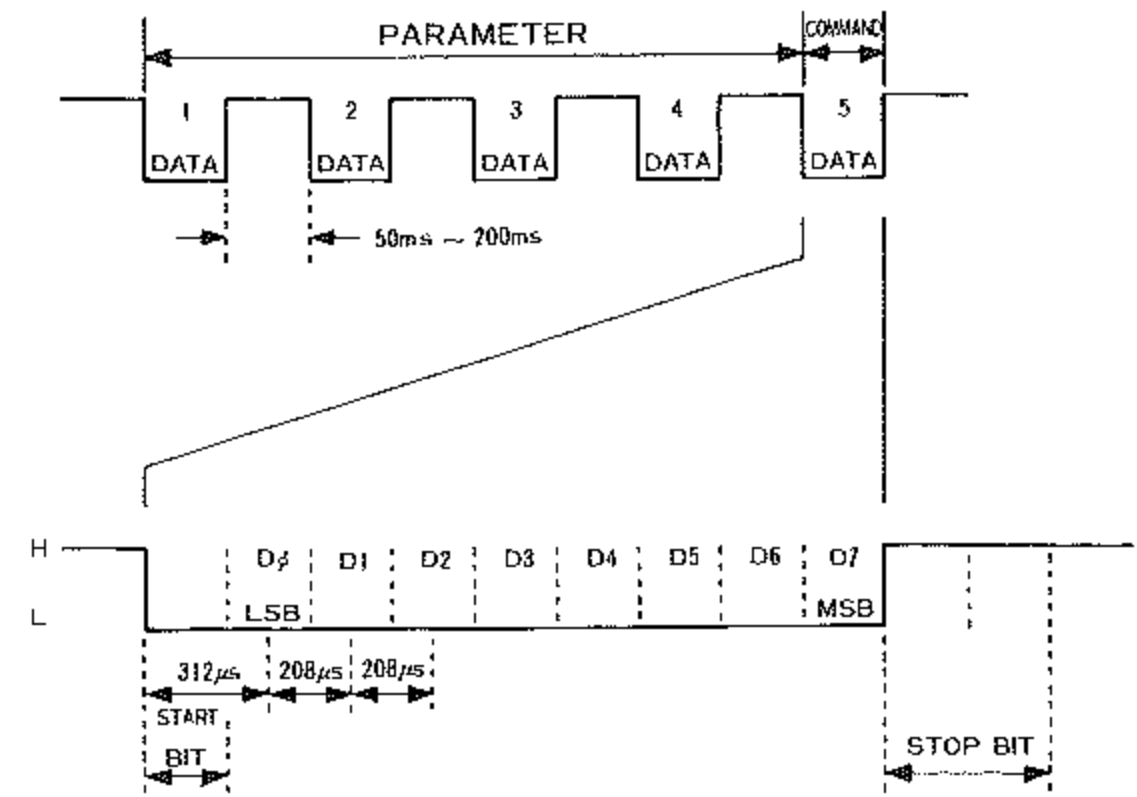 PARAMETER COMMAND
1 2 3 4 5
DATA DATA DATA DATA DATA
50ms ~ 200ms
H D∅ D1 D2 D3 D4 D5 D6 D7
L LSB MSB
312μs 208μs 208μs
START
BIT
STOP BIT